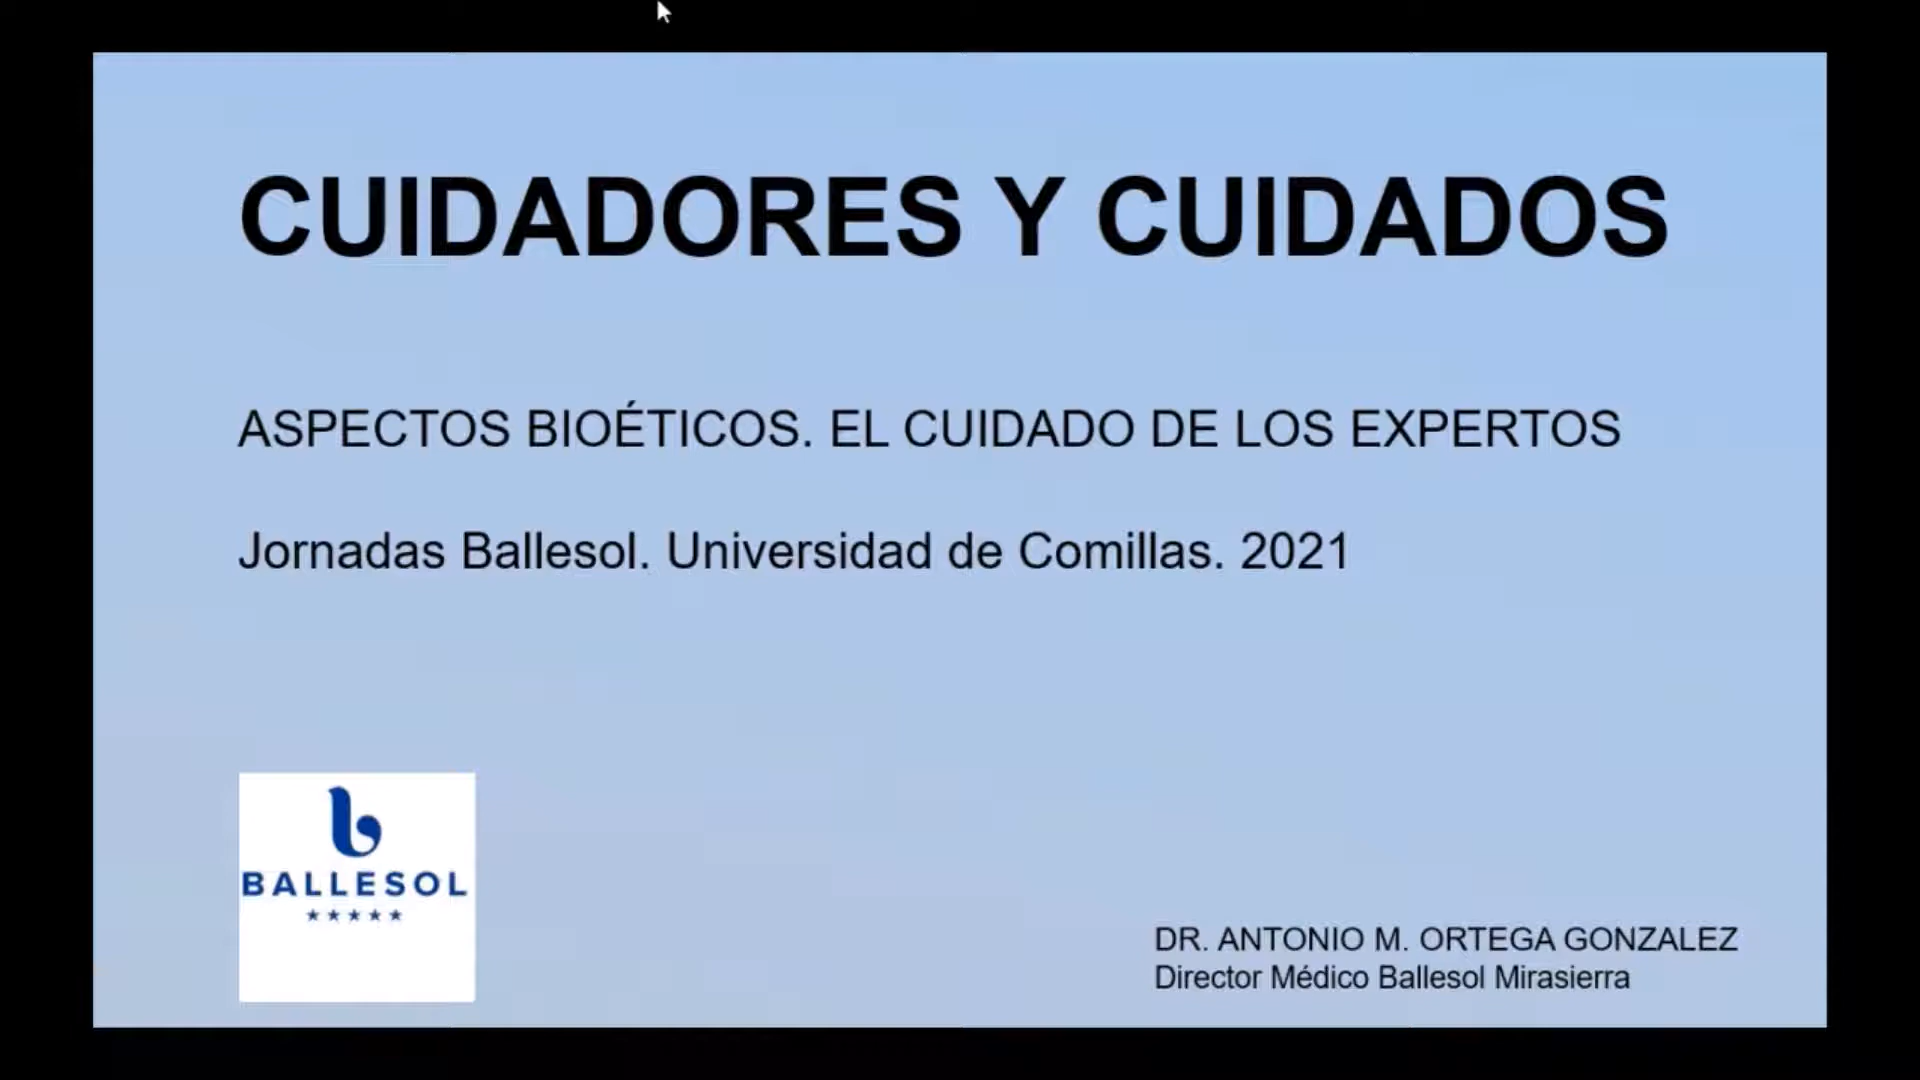 CUIDADORES Y CUIDADOS
ASPECTOS BIOÉTICOS. EL CUIDADO DE LOS EXPERTOS
Jornadas Ballesol. Universidad de Comillas. 2021
BALLESOL
DR. ANTONIO M. ORTEGA GONZALEZ
Director Médico Ballesol Mirasierra